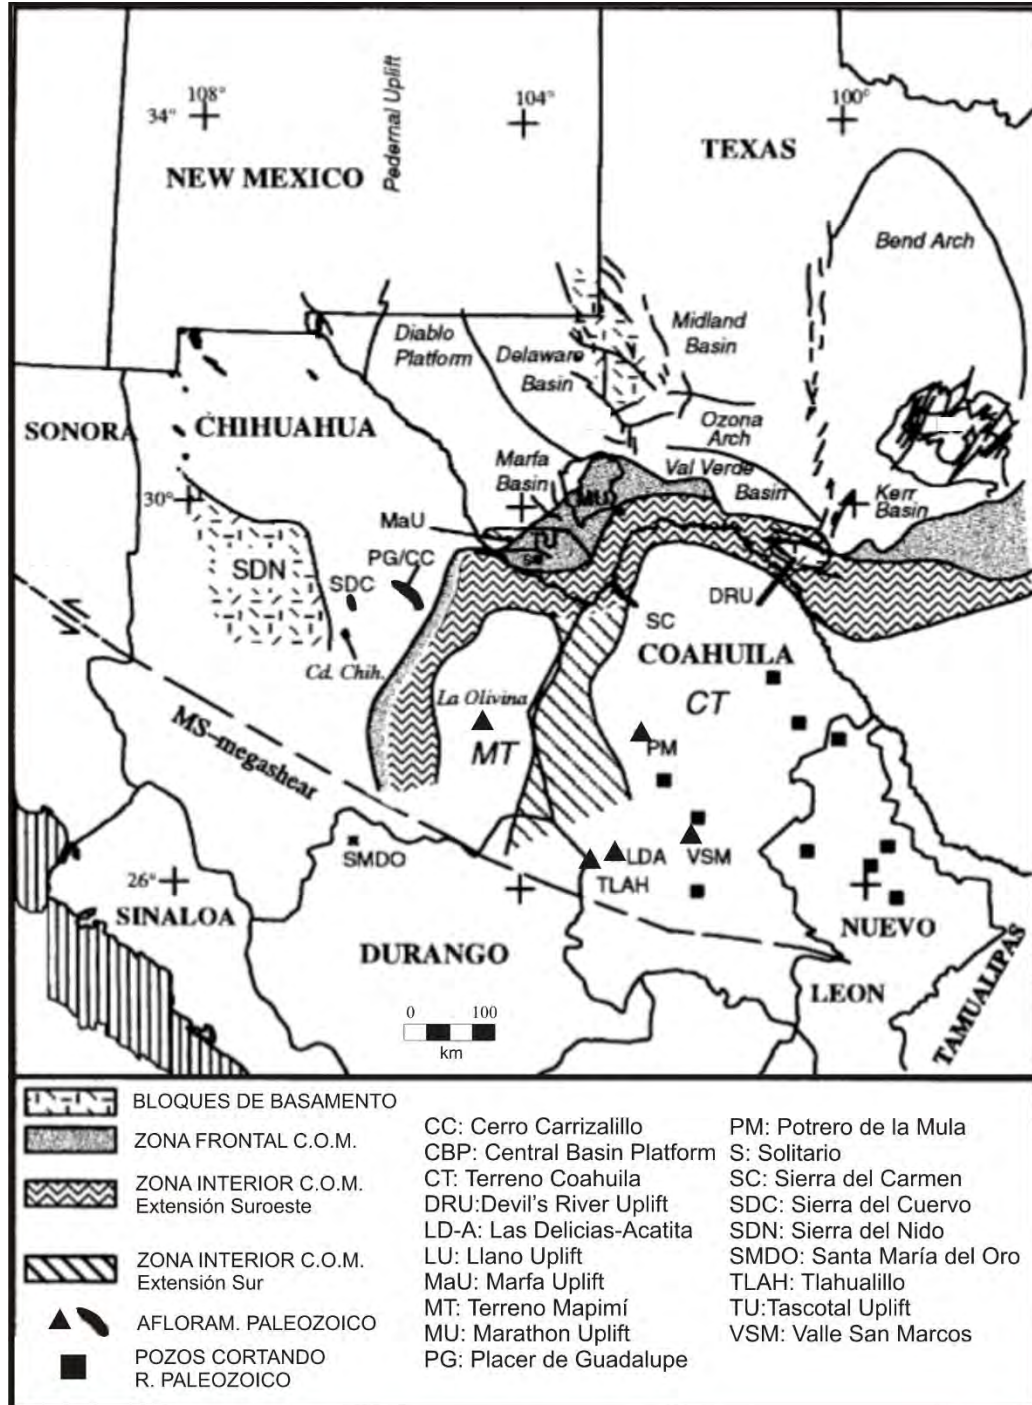 108°
34°
104°
100°
Pedernal Uplift
NEW MEXICO
TEXAS
Bend Arch
Diablo
Platform
Delaware
Basin
Midland
Basin
SONORA
CHIHUAHUA
Ozona
Arch
Marfa
Basin
Val Verde
Basin
Kerr
Basin
30°
MU
MaU
TU
S
PG/CC
SDN
SDC
DRU
SC
COAHUILA
CT
Cd. Chih.
La Olivina
MT
PM
MS-megashear
SMDO
LDA
VSM
TLAH
26°
SINALOA
DURANGO
NUEVO
LEON
TAMUALIPAS
0 100
km
BLOQUES DE BASAMENTO
ZONA FRONTAL C.O.M.
ZONA INTERIOR C.O.M.
Extensión Suroeste
ZONA INTERIOR C.O.M.
Extensión Sur
AFLORAM. PALEOZOICO
POZOS CORTANDO
R. PALEOZOICO
CC: Cerro Carrizalillo
CBP: Central Basin Platform
CT: Terreno Coahuila
DRU:Devil's River Uplift
LD-A: Las Delicias-Acatita
LU: Llano Uplift
MaU: Marfa Uplift
MT: Terreno Mapimí
MU: Marathon Uplift
PG: Placer de Guadalupe
PM: Potrero de la Mula
S: Solitario
SC: Sierra del Carmen
SDC: Sierra del Cuervo
SDN: Sierra del Nido
SMDO: Santa María del Oro
TLAH: Tlahualillo
TU:Tascotal Uplift
VSM: Valle San Marcos